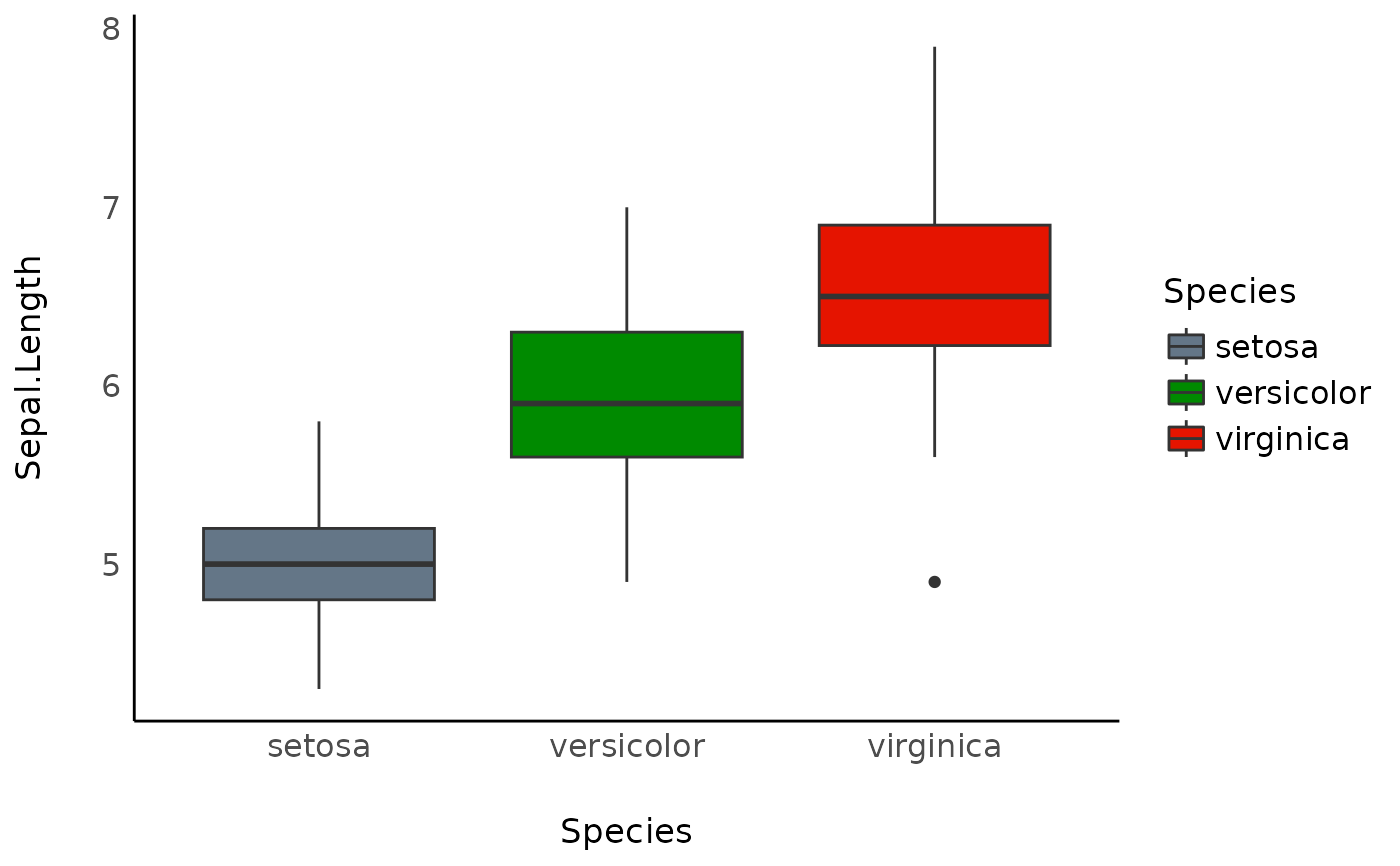 8
7
6
5
Sepal.Length
setosa versicolor virginica
Species
Species
setosa
versicolor
virginica